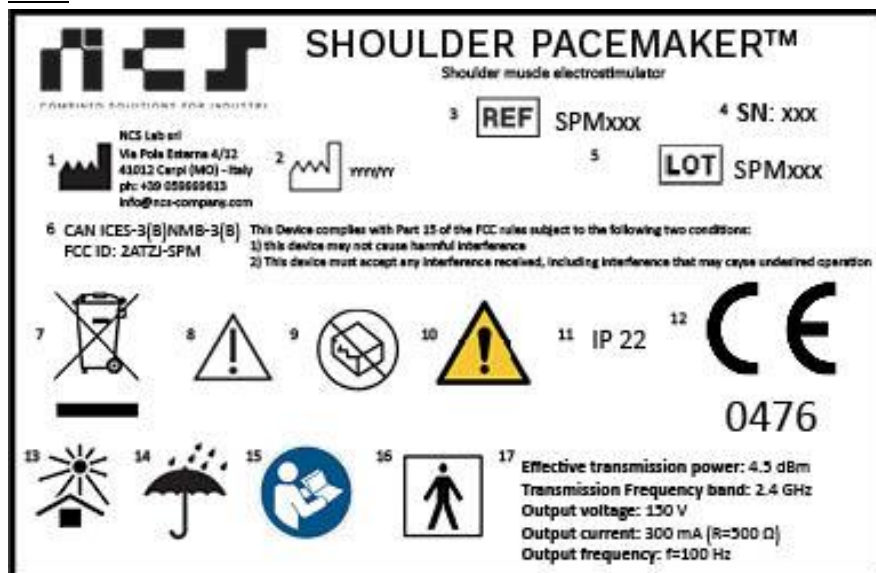 ncs
SHOULDER PACEMAKER™
COMBINED SOLUTIONS FOR INDUSTRY
Shoulder muscle electrostimulator
1
NCS Lab srl
Via Pola Esterna 4/12
41012 Carpi (MO) - Italy
ph: +39 059669813
info@ncs-company.com
2 yyyy/yy
3 REF SPMxxx
4 SN: xxx
5 LOT SPMxxx
6 CAN ICES-3(B)NMB-3(B)
FCC ID: 2ATZJ-SPM
This Device complies with Part 15 of the FCC rules subject to the following two conditions:
1) this device may not cause harmful interference
2) This device must accept any interference received, including interference that may cayse undesired operation
7
8
9
10
11 IP 22
12 CE
0476
13
14
15
16
17
Effective transmission power: 4.5 dBm
Transmission Frequency band: 2.4 GHz
Output voltage: 150 V
Output current: 300 mA (R=500 Ω)
Output frequency: f=100 Hz